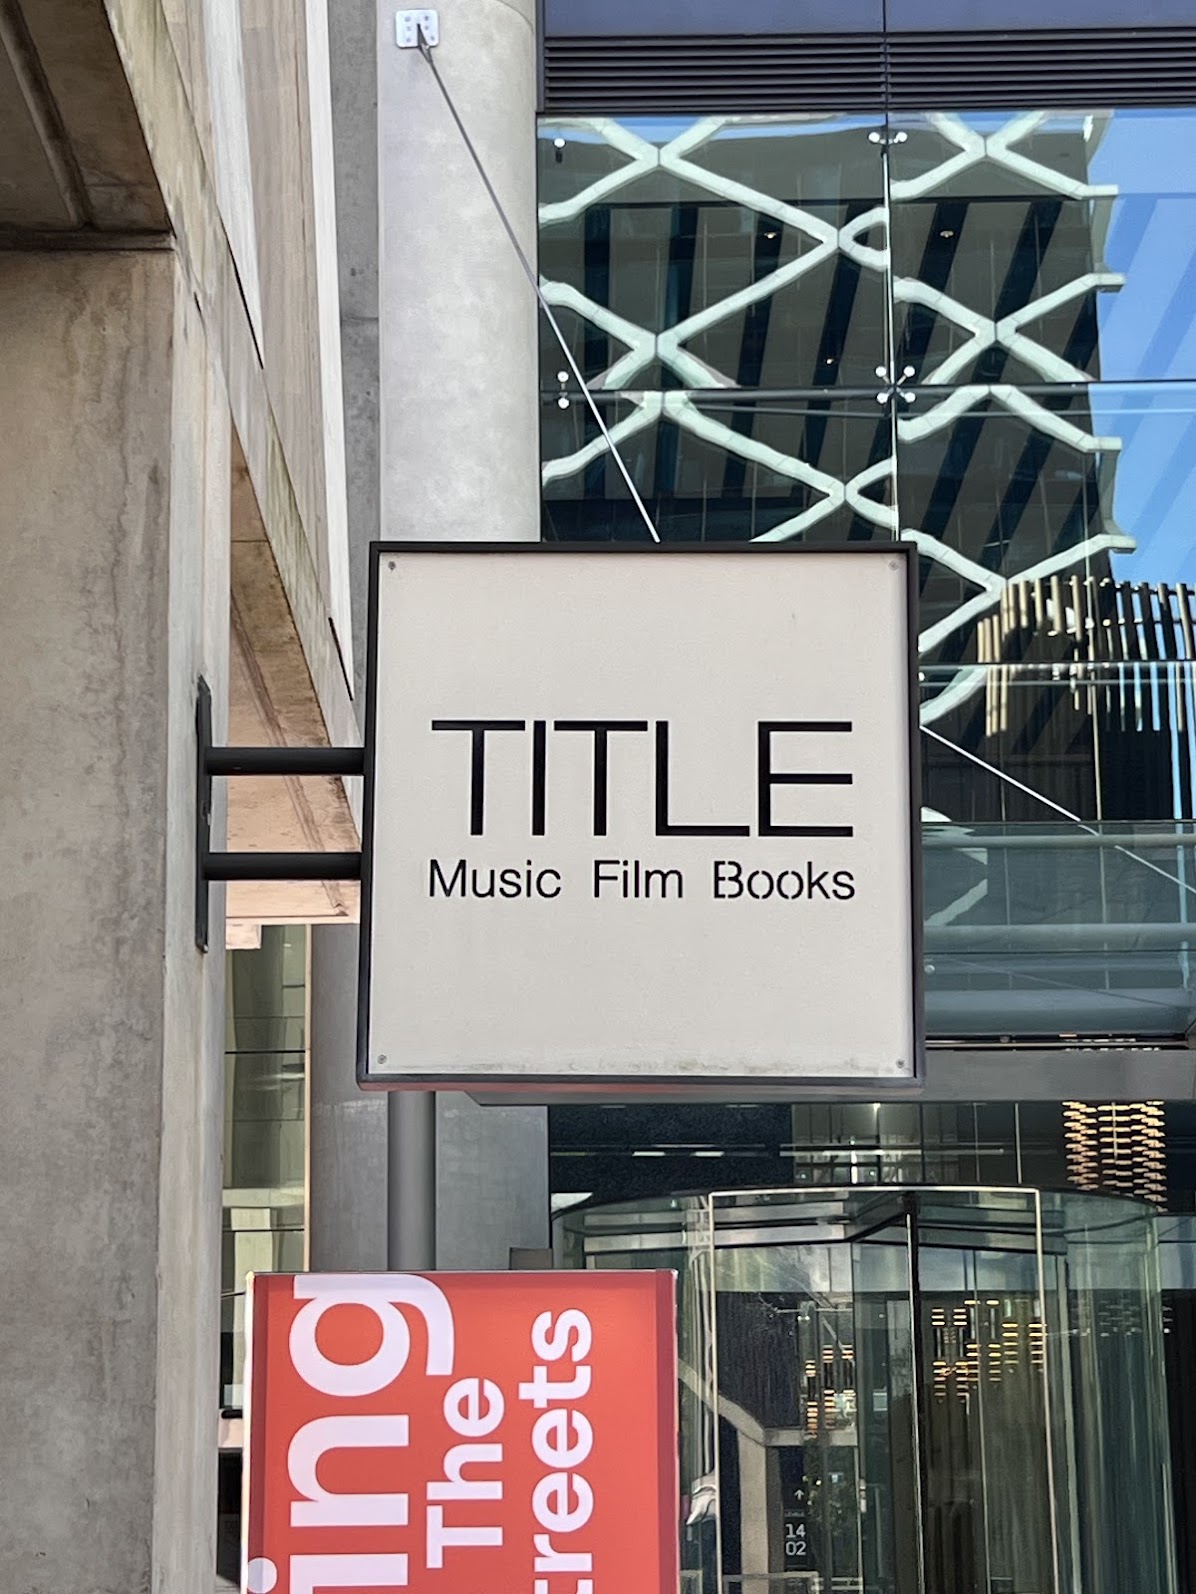 TITLE
Music Film Books
ing
The
treets
14
02